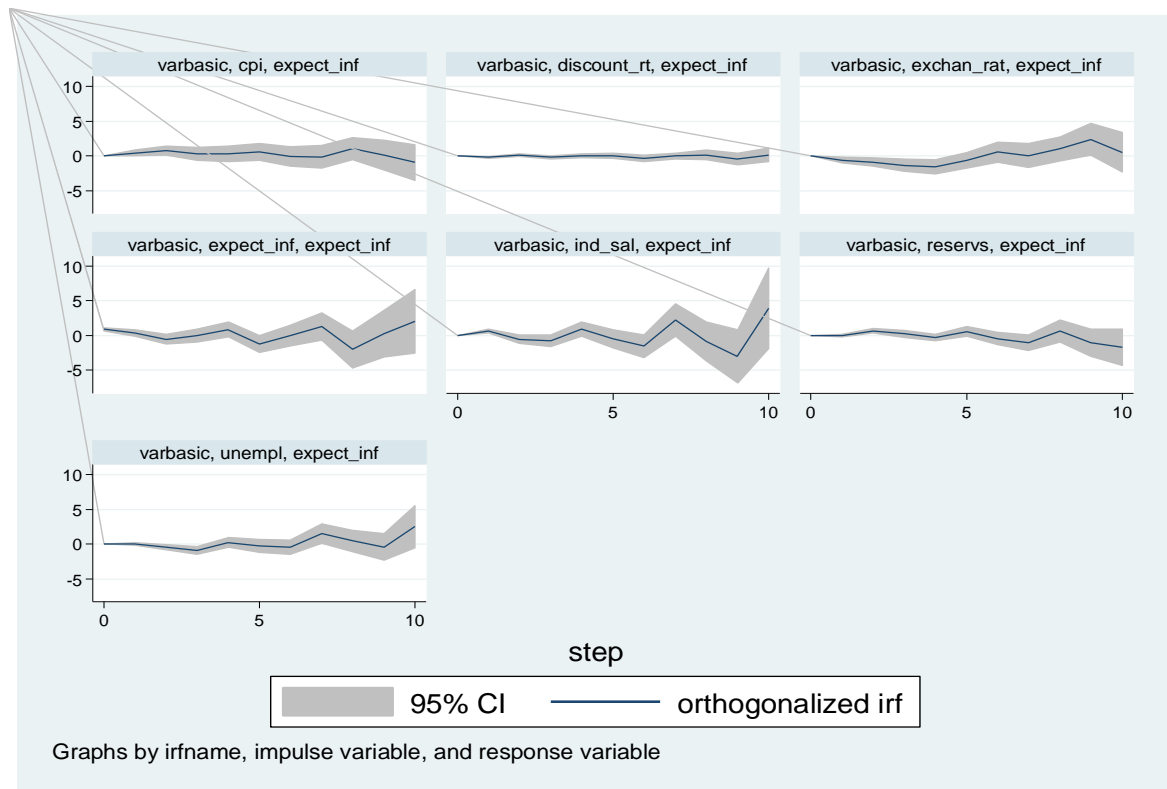 varbasic, cpi, expect_inf
varbasic, discount_rt, expect_inf
varbasic, exchan_rat, expect_inf
10
5
0
-5
varbasic, expect_inf, expect_inf
varbasic, ind_sal, expect_inf
varbasic, reservs, expect_inf
10
5
0
-5
0 5 10
0 5 10
varbasic, unempl, expect_inf
10
5
0
-5
0 5 10
step
95% CI
orthogonalized irf
Graphs by irfname, impulse variable, and response variable